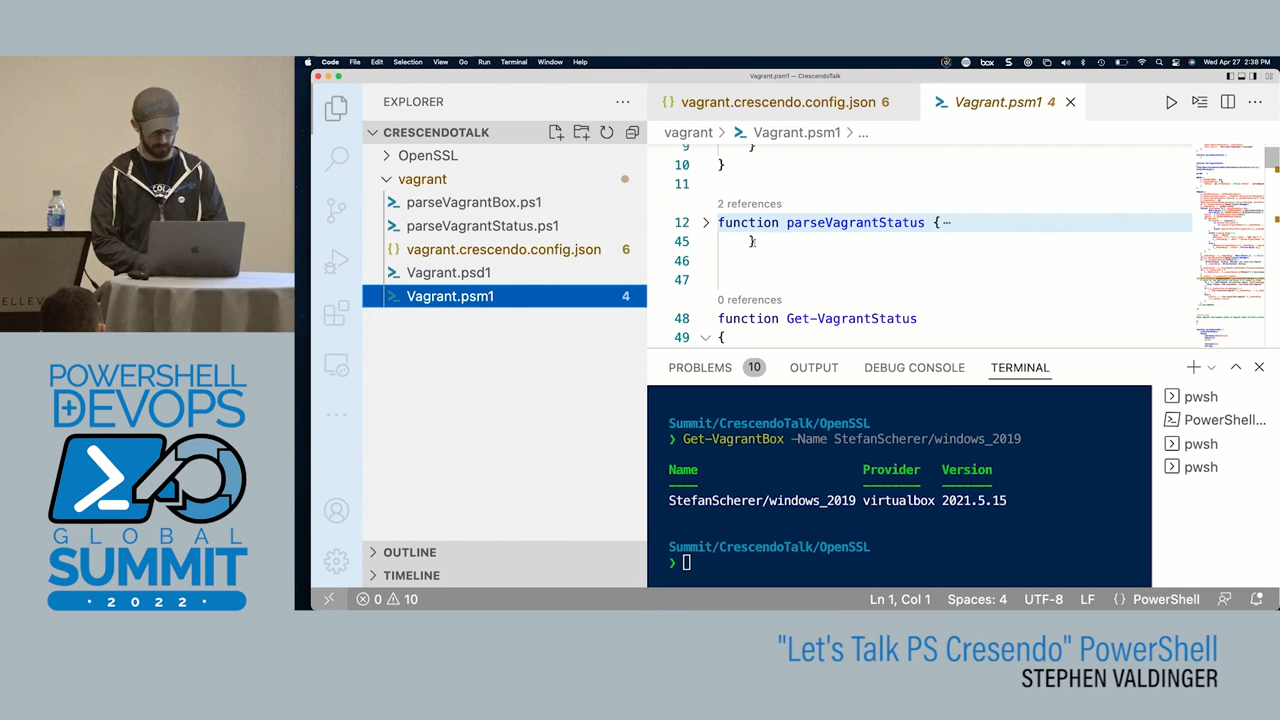 Code File Edit Selection View Go Run Terminal Window Help
box Wed Apr 27 2:38 PM
Vagrant.psm1 — CrescendoTalk
EXPLORER
CRESCENDOTALK
OpenSSL
vagrant
parseVagrantBox.ps1
parseVagrantStatus.ps1
vagrant.crescendo.config.json 6
Vagrant.psd1
Vagrant.psm1 4
OUTLINE
TIMELINE
vagrant.crescendo.config.json 6 Vagrant.psm1 4
vagrant > Vagrant.psm1 > ...
9 }
10 }
11
2 references
12 function parseVagrantStatus {⋯
45 }
46
47
0 references
48 function Get-VagrantStatus
49 {
PROBLEMS 10 OUTPUT DEBUG CONSOLE TERMINAL
Summit/CrescendoTalk/OpenSSL
❯ Get-VagrantBox -Name StefanScherer/windows_2019
Name Provider Version
---- -------- -------
StefanScherer/windows_2019 virtualbox 2021.5.15
Summit/CrescendoTalk/OpenSSL
❯
pwsh
PowerShell...
pwsh
pwsh
0 10 Ln 1, Col 1 Spaces: 4 UTF-8 LF {} PowerShell
POWERSHELL
+DEVOPS
GLOBAL
SUMMIT
· 2 0 2 2 ·
"Let's Talk PS Cresendo" PowerShell
STEPHEN VALDINGER